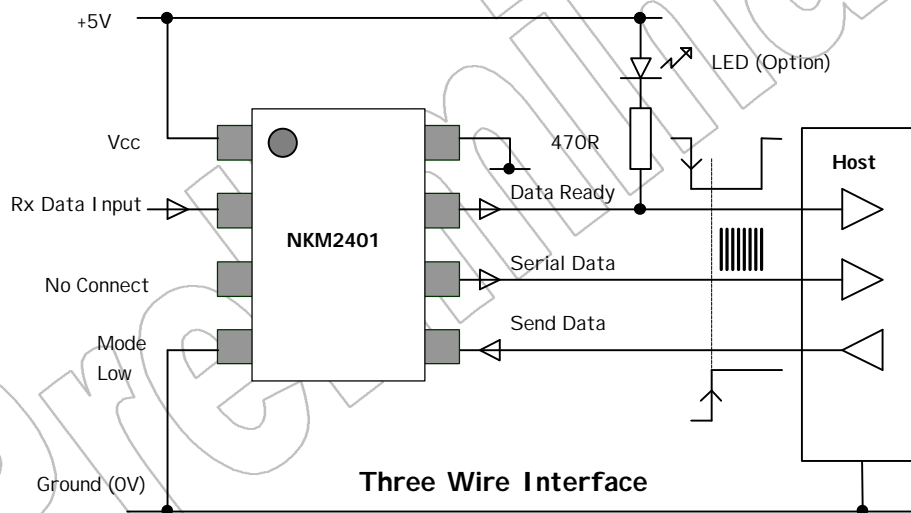 +5V
LED (Option)
Vcc
470R
Host
Rx Data Input
Data Ready
NKM2401
No Connect
Serial Data
Mode
Low
Send Data
Ground (0V)
Three Wire Interface
Preliminar